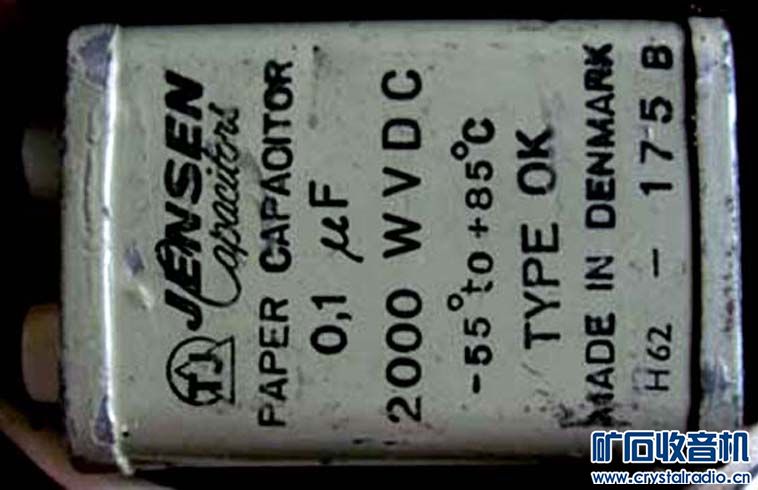 TJ
JENSEN
Capacitors
PAPER CAPACITOR
0,1 µF
2000 WVDC
-55° to +85°C
TYPE OK
MADE IN DENMARK
H62 - 175 B
矿石收音机
www.crystalradio.cn